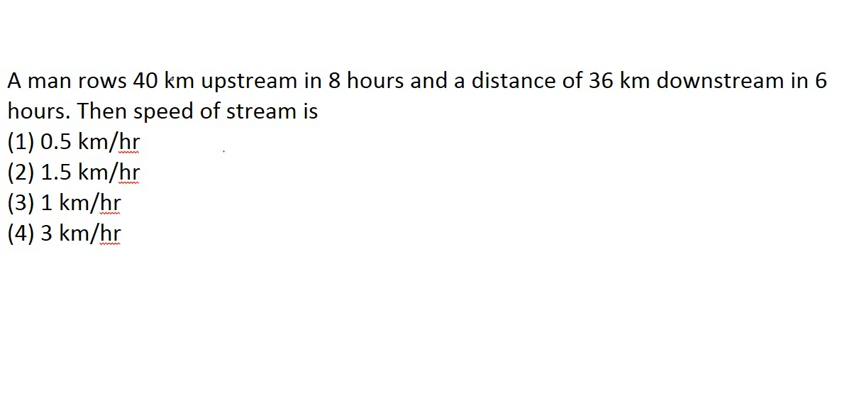 A man rows 40 km upstream in 8 hours and a distance of 36 km downstream in 6
hours. Then speed of stream is
(1) 0.5 km/hr
(2) 1.5 km/hr
(3) 1 km/hr
(4) 3 km/hr